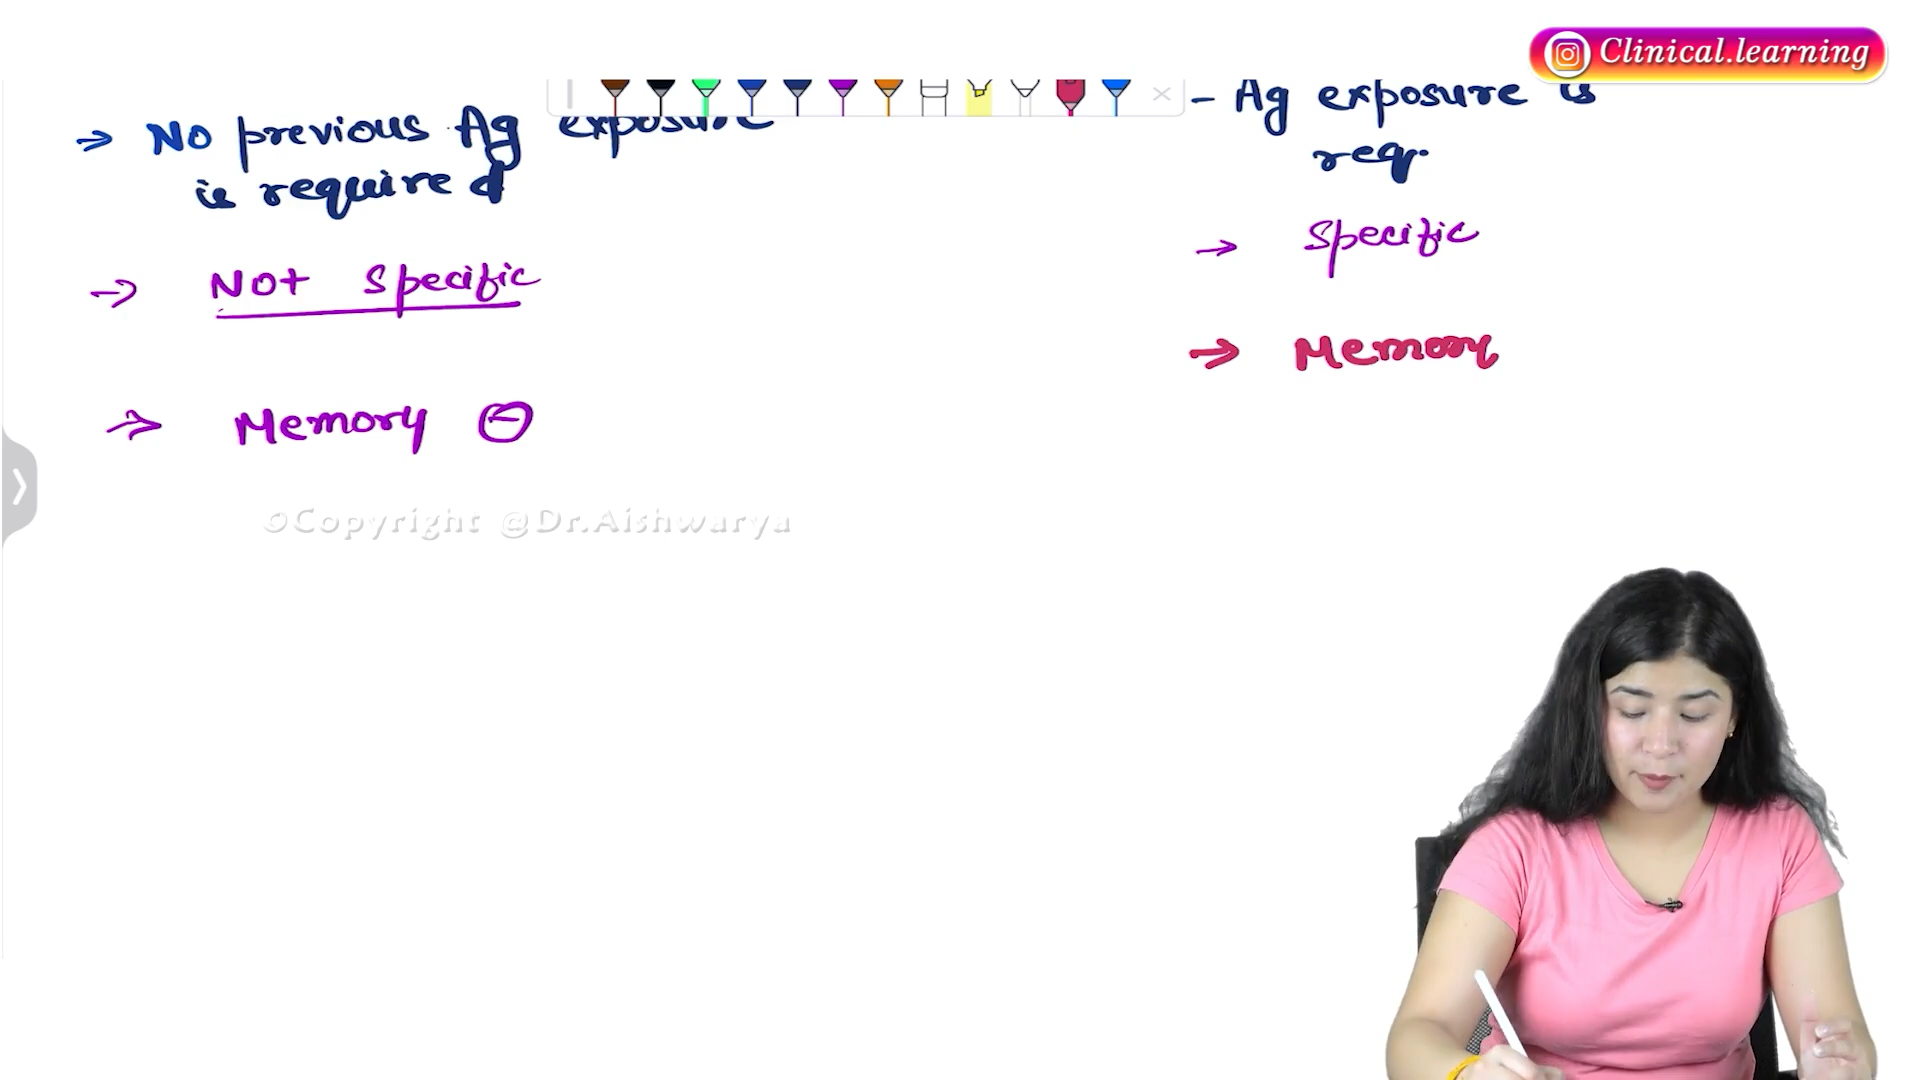 Clinical.learning
→ No previous Ag exposure
is required
→ Not Specific
→ Memory ⊖
- Ag exposure is
req.
→ Specific
→ Memory
©Copyright @Dr.Aishwarya